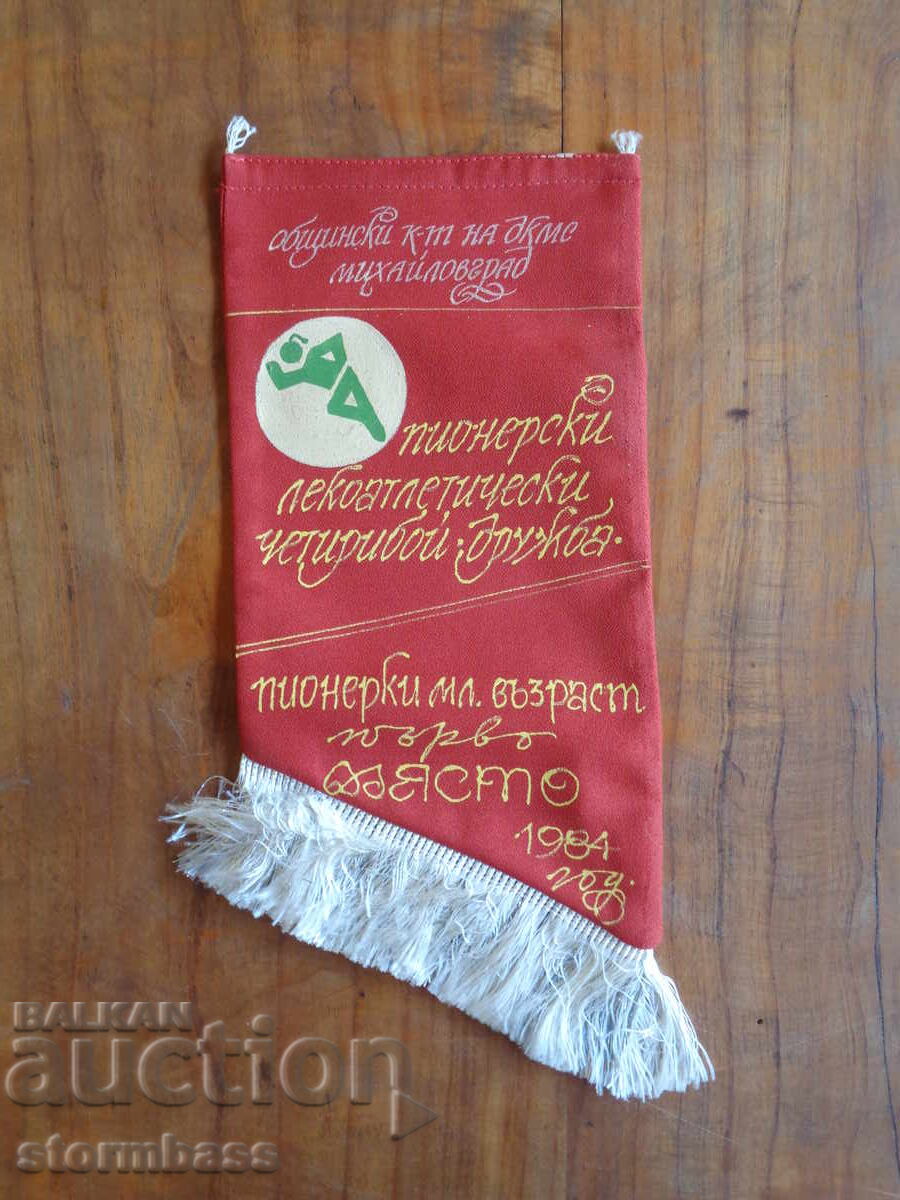 общински к-т на дкмс
михайловград
пионерски
лекоатлетически
четирибой "дружба"
пионерки мл. възраст
първо
място
1984
год.
BALKAN
auction
stormbass